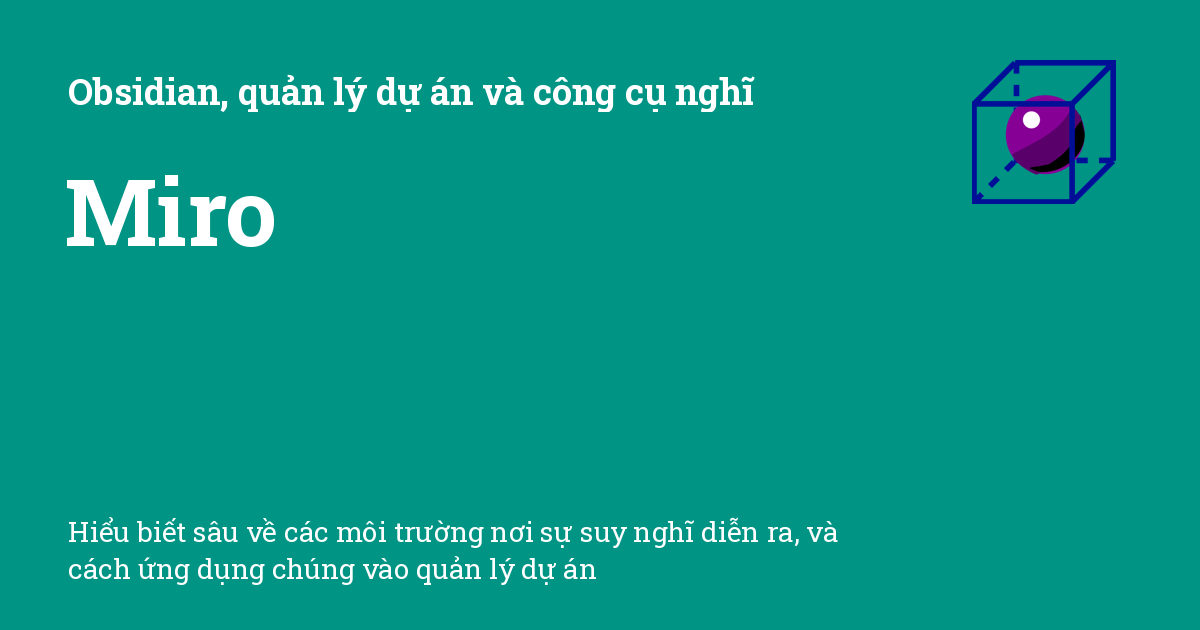 Obsidian, quản lý dự án và công cụ nghĩ
Miro
Hiểu biết sâu về các môi trường nơi sự suy nghĩ diễn ra, và
cách ứng dụng chúng vào quản lý dự án